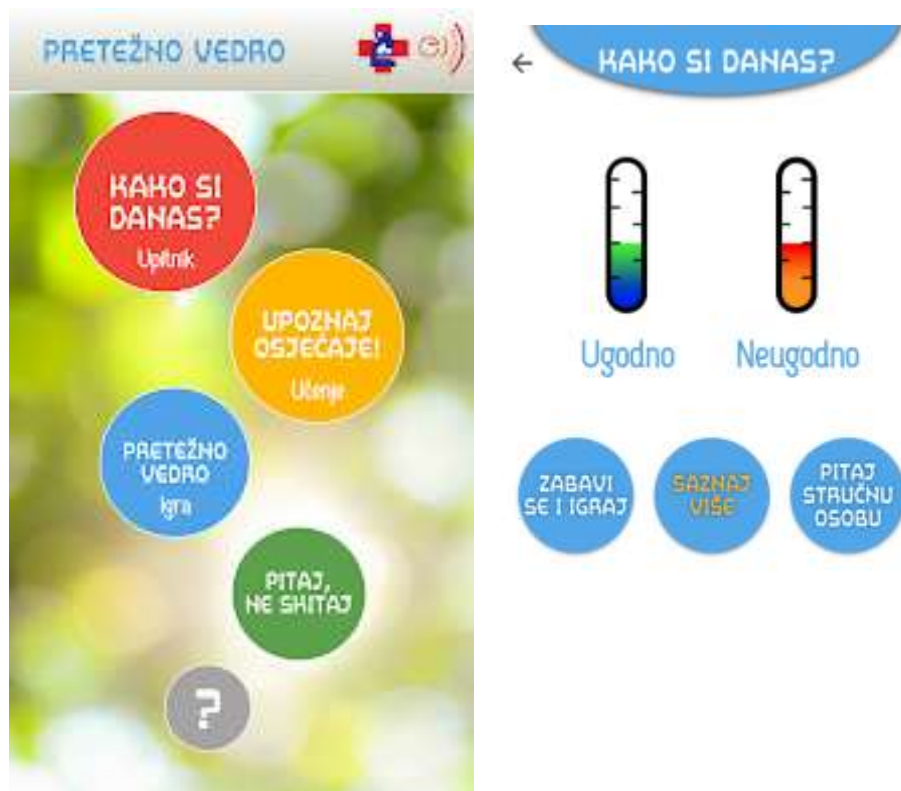 PRETEŽNO VEDRO
KAKO SI
DANAS?
Upitnik
UPOZNAJ
OSJEĆAJE!
Učenje
PRETEŽNO
VEDRO
Igra
PITAJ,
NE SKITAJ
?
KAKO SI DANAS?
Ugodno
Neugodno
ZABAVI
SE I IGRAJ
SAZNAJ
VIŠE
PITAJ
STRUČNU
OSOBU